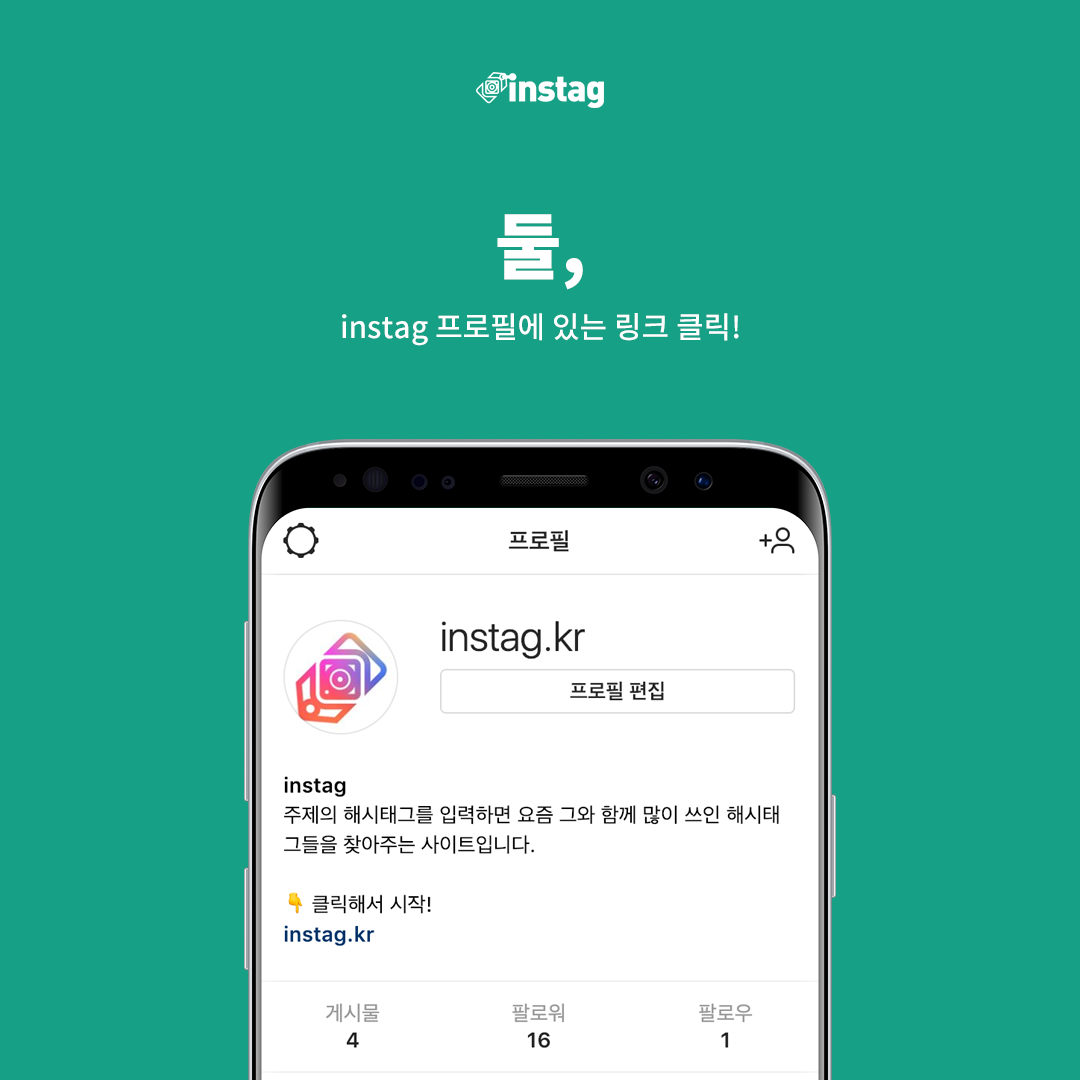 instag
둘,
instag 프로필에 있는 링크 클릭!
프로필
instag.kr
프로필 편집
instag
주제의 해시태그를 입력하면 요즘 그와 함께 많이 쓰인 해시태
그들을 찾아주는 사이트입니다.
👇 클릭해서 시작!
instag.kr
게시물 팔로워 팔로우
4 16 1